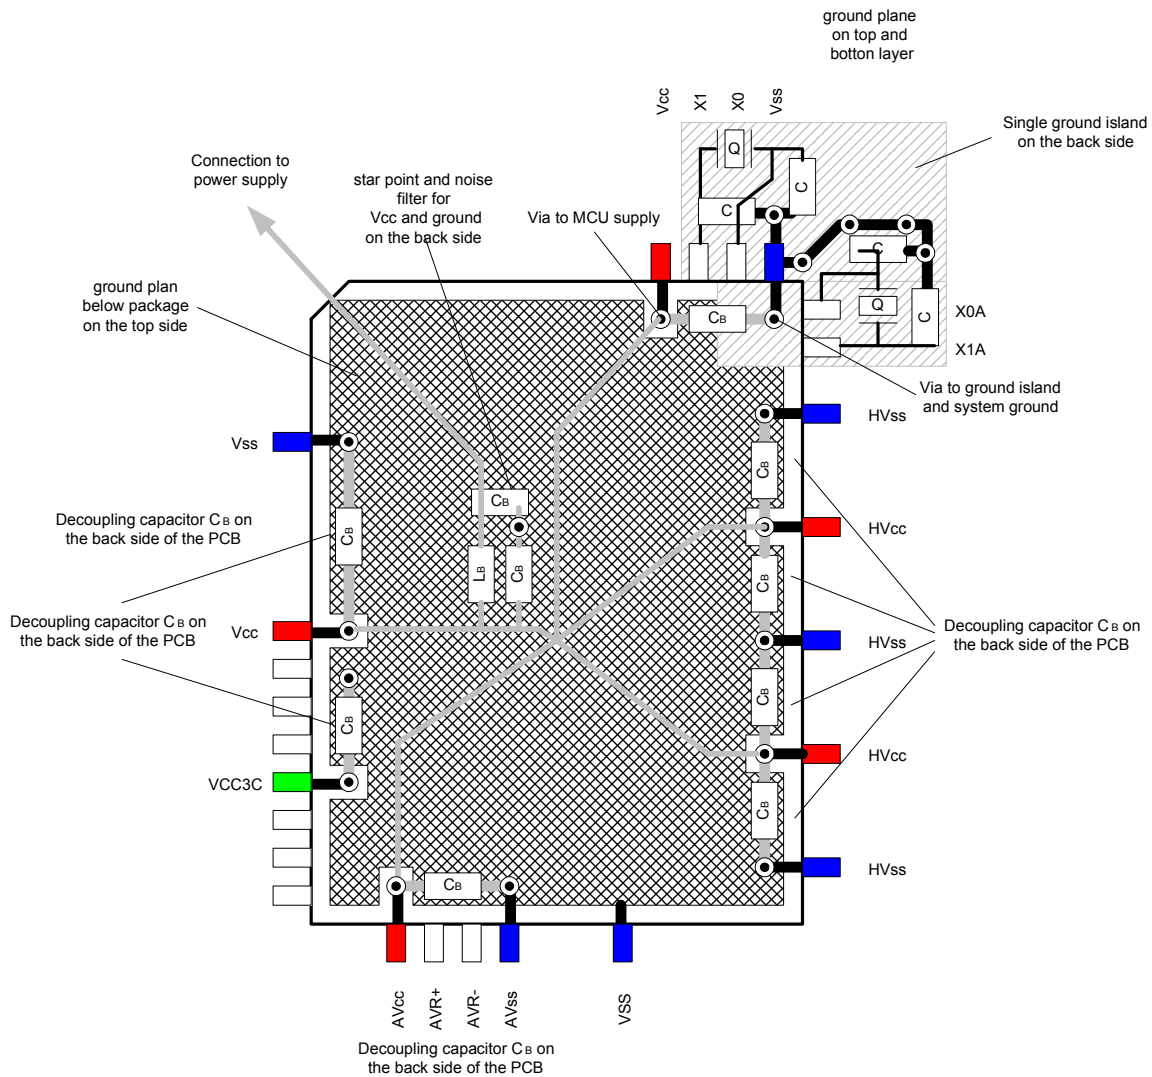 ground plane
on top and
botton layer
Vcc
X1
X0
Vss
Single ground island
on the back side
Connection to
power supply
star point and noise
filter for
Vcc and ground
on the back side
Via to MCU supply
Q
C
C
C
Q
C
X0A
X1A
ground plan
below package
on the top side
CB
Via to ground island
and system ground
HVss
Vss
CB
CB
Decoupling capacitor CB on
the back side of the PCB
CB
HVcc
LB
CB
CB
Decoupling capacitor CB on
the back side of the PCB
Vcc
HVss
Decoupling capacitor CB on
the back side of the PCB
CB
CB
HVcc
VCC3C
CB
HVss
CB
AVcc
AVR+
AVR-
AVss
VSS
Decoupling capacitor CB on
the back side of the PCB